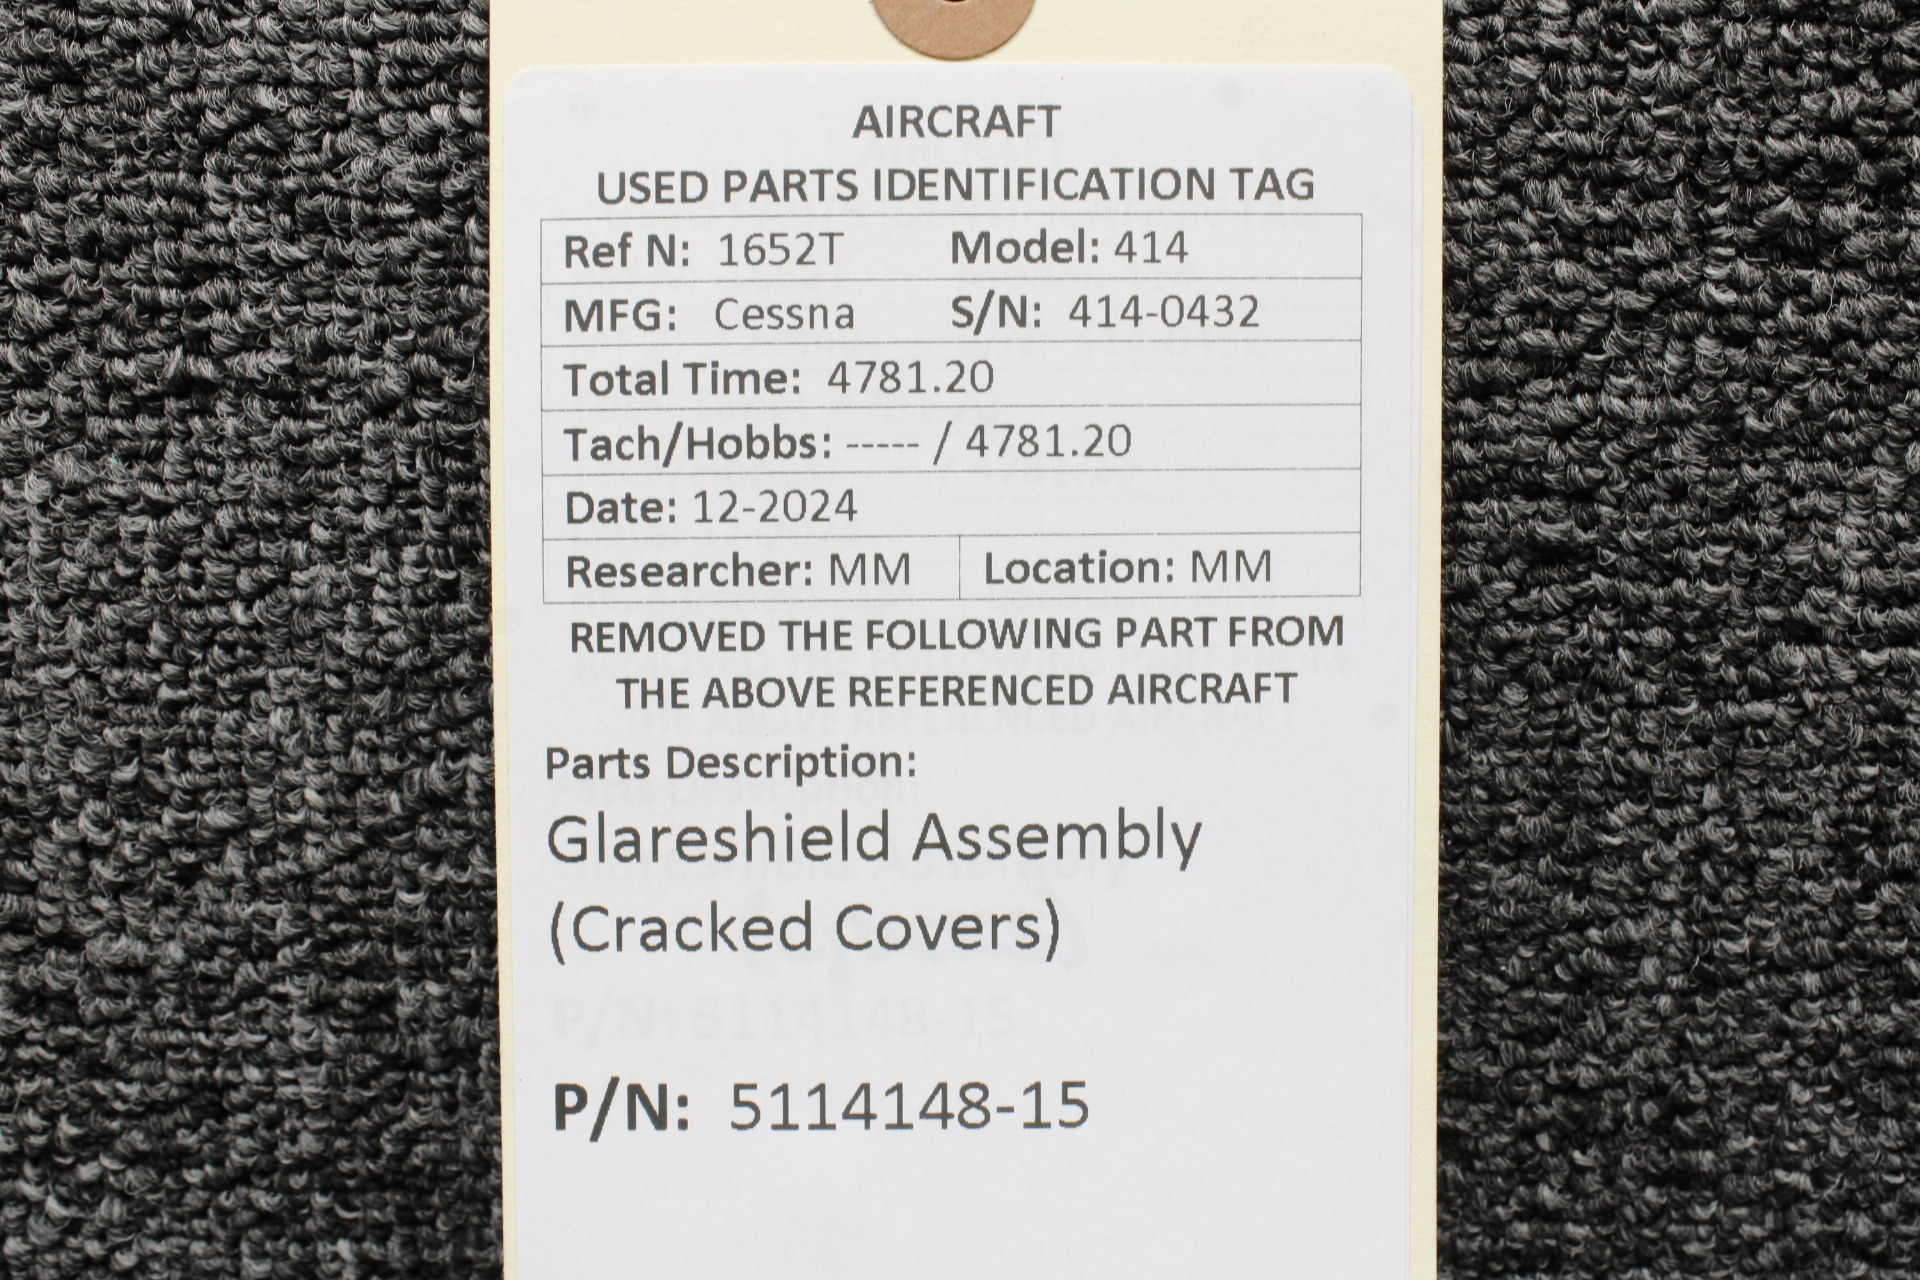 AIRCRAFT
USED PARTS IDENTIFICATION TAG
Ref N: 1652T Model: 414
MFG: Cessna S/N: 414-0432
Total Time: 4781.20
Tach/Hobbs: ----- / 4781.20
Date: 12-2024
Researcher: MM Location: MM
REMOVED THE FOLLOWING PART FROM
THE ABOVE REFERENCED AIRCRAFT
Parts Description:
Glareshield Assembly
(Cracked Covers)
P/N: 5114148-15
P/N: 5114148-15